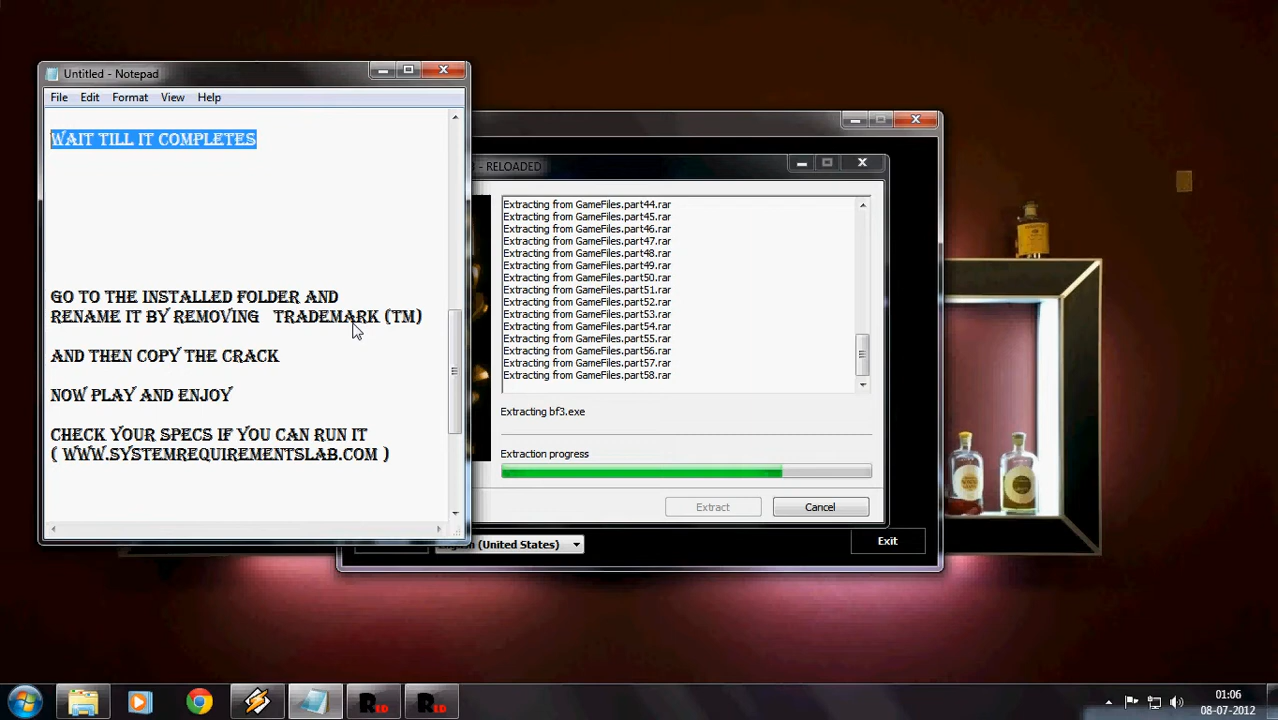 Untitled - Notepad
File Edit Format View Help
WAIT TILL IT COMPLETES
GO TO THE INSTALLED FOLDER AND
RENAME IT BY REMOVING TRADEMARK (TM)
AND THEN COPY THE CRACK
NOW PLAY AND ENJOY
CHECK YOUR SPECS IF YOU CAN RUN IT
( WWW.SYSTEMREQUIREMENTSLAB.COM )
- RELOADED
Extracting from GameFiles.part44.rar
Extracting from GameFiles.part45.rar
Extracting from GameFiles.part46.rar
Extracting from GameFiles.part47.rar
Extracting from GameFiles.part48.rar
Extracting from GameFiles.part49.rar
Extracting from GameFiles.part50.rar
Extracting from GameFiles.part51.rar
Extracting from GameFiles.part52.rar
Extracting from GameFiles.part53.rar
Extracting from GameFiles.part54.rar
Extracting from GameFiles.part55.rar
Extracting from GameFiles.part56.rar
Extracting from GameFiles.part57.rar
Extracting from GameFiles.part58.rar
Extracting bf3.exe
Extraction progress
Extract Cancel
(United States) Exit
RLD RLD
01:06
08-07-2012